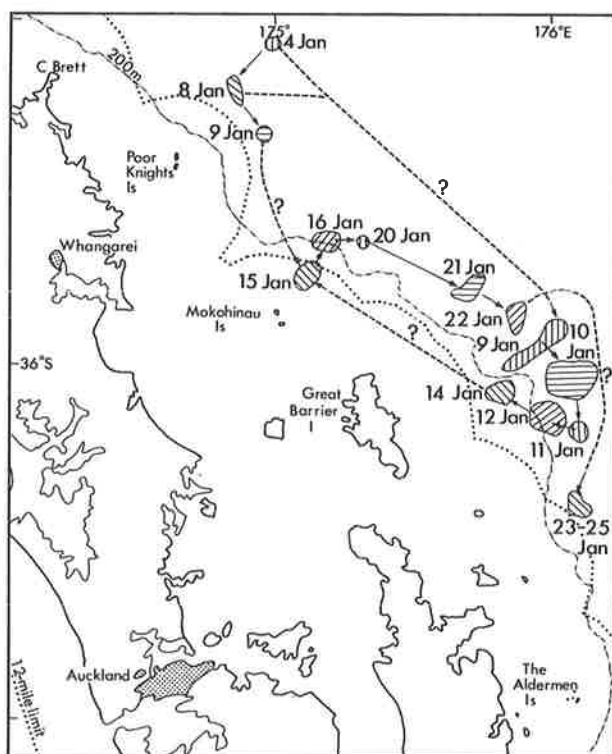 175°
176°E
4 Jan
C Brett
200m
8 Jan
9 Jan
Poor
Knights
Is
?
?
16 Jan
20 Jan
Whangarei
15 Jan
21 Jan
Mokohinau
Is
22 Jan
?
9 Jan
10
Jan
36°S
?
14 Jan
Great
Barrier
I
12 Jan
11 Jan
23-25
Jan
Auckland
12-mile limit
The
Aldermen
Is